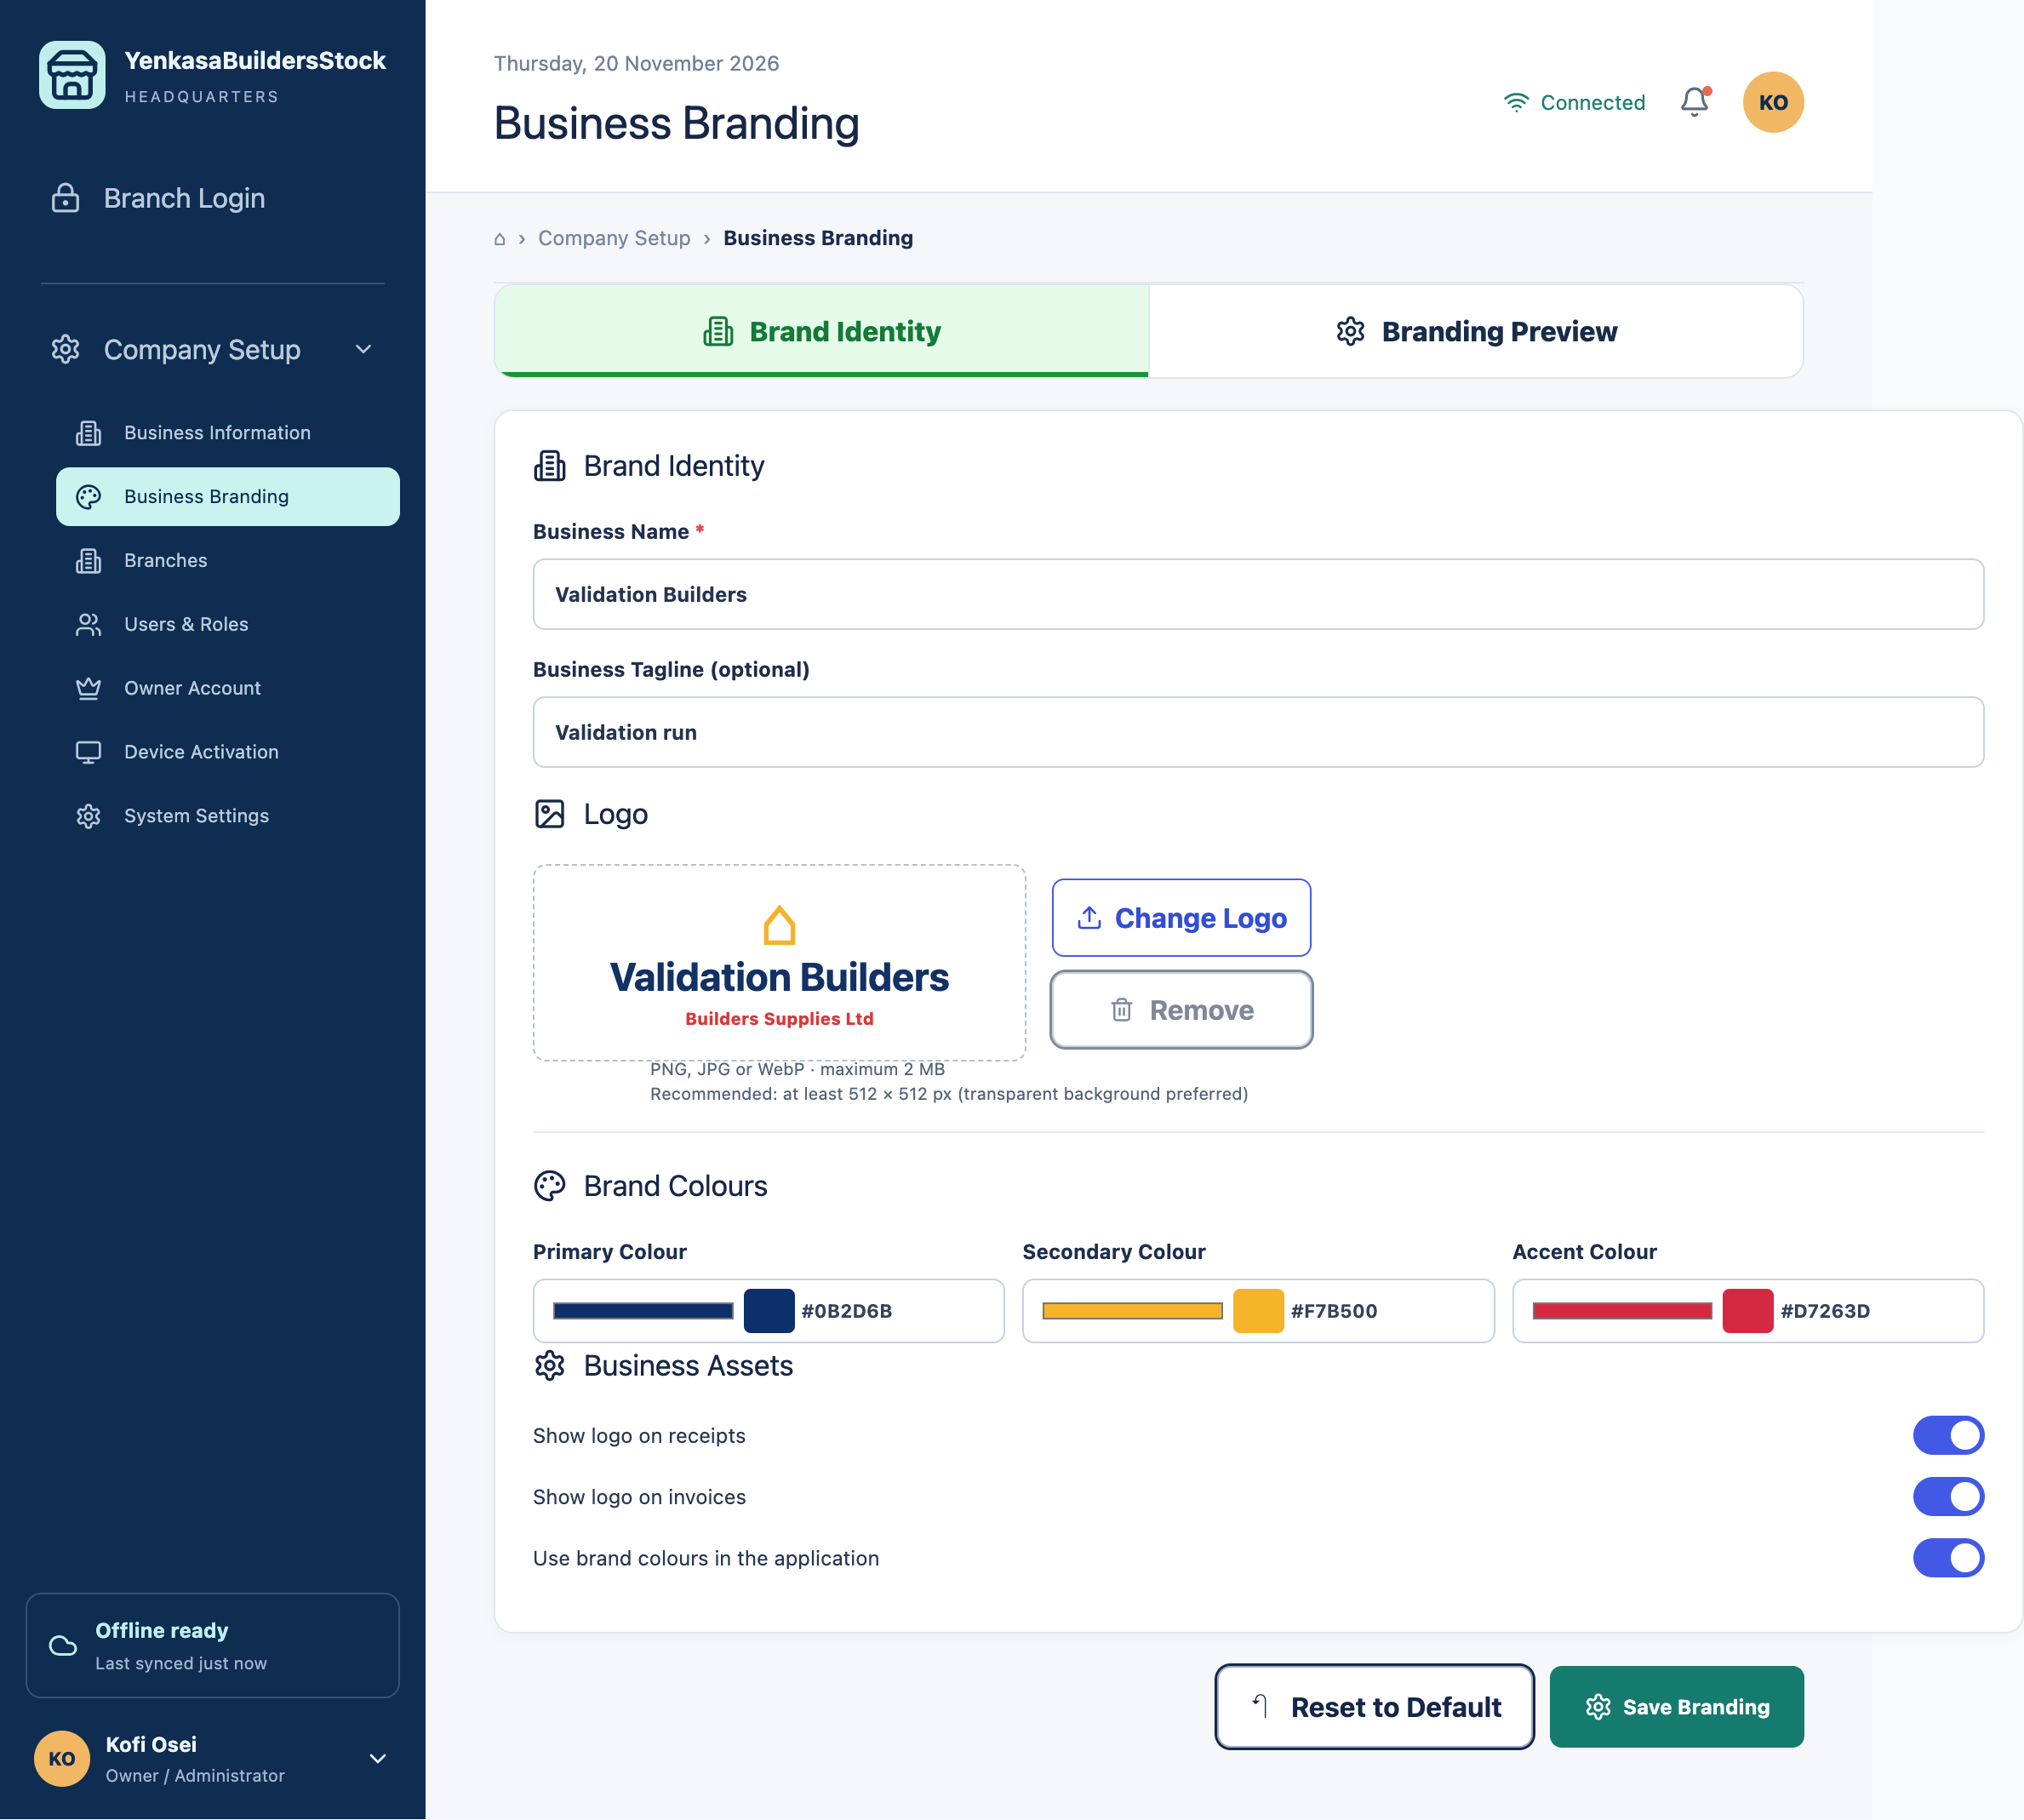 YenkasaBuildersStock
HEADQUARTERS
Branch Login
Company Setup
Business Information
Business Branding
Branches
Users & Roles
Owner Account
Device Activation
System Settings
Offline ready
Last synced just now
KO
Kofi Osei
Owner / Administrator
Thursday, 20 November 2026
Business Branding
Connected
KO
Company Setup › Business Branding
Brand Identity
Branding Preview
Brand Identity
Business Name *
Validation Builders
Business Tagline (optional)
Validation run
Logo
Validation Builders
Builders Supplies Ltd
Change Logo
Remove
PNG, JPG or WebP · maximum 2 MB
Recommended: at least 512 × 512 px (transparent background preferred)
Brand Colours
Primary Colour
#0B2D6B
Secondary Colour
#F7B500
Accent Colour
#D7263D
Business Assets
Show logo on receipts
Show logo on invoices
Use brand colours in the application
Reset to Default
Save Branding